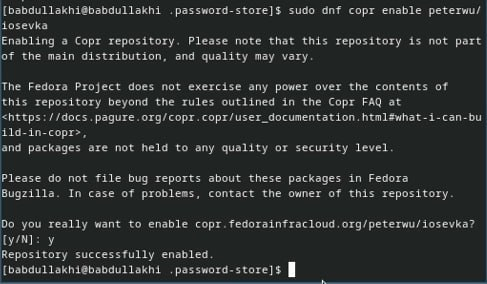 [babdullakhi@babdullakhi .password-store]$ sudo dnf copr enable peterwu/
iosevka
Enabling a Copr repository. Please note that this repository is not part
of the main distribution, and quality may vary.
The Fedora Project does not exercise any power over the contents of
this repository beyond the rules outlined in the Copr FAQ at
<https://docs.pagure.org/copr.copr/user_documentation.html#what-i-can-bu
ild-in-copr>,
and packages are not held to any quality or security level.
Please do not file bug reports about these packages in Fedora
Bugzilla. In case of problems, contact the owner of this repository.
Do you really want to enable copr.fedorainfracloud.org/peterwu/iosevka?
[y/N]: y
Repository successfully enabled.
[babdullakhi@babdullakhi .password-store]$